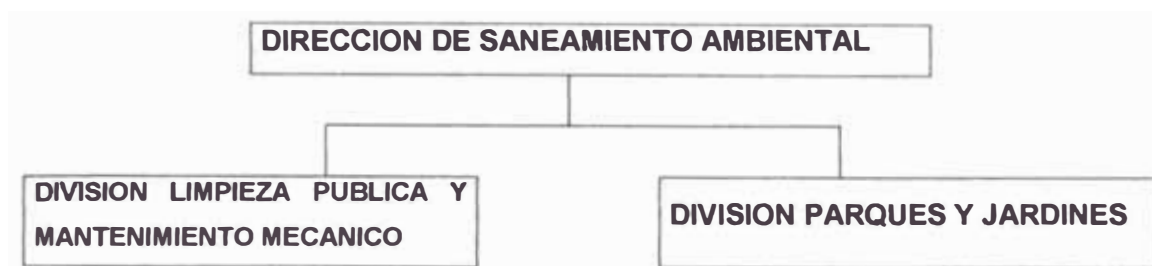 DIRECCION DE SANEAMIENTO AMBIENTAL
DIVISION LIMPIEZA PUBLICA Y
MANTENIMIENTO MECANICO
DIVISION PARQUES Y JARDINES